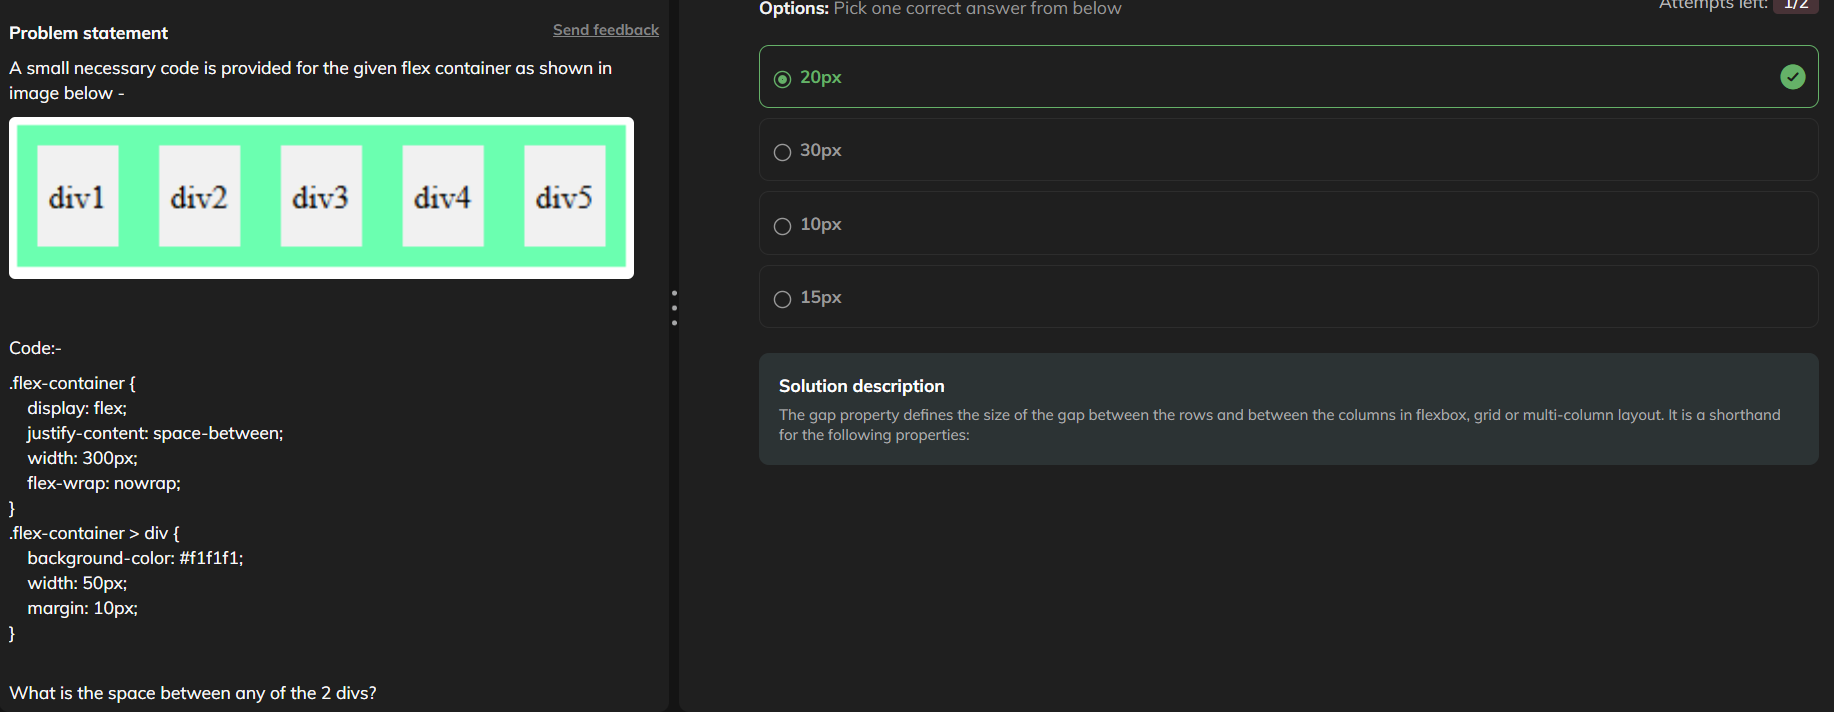 Problem statement
Send feedback
A small necessary code is provided for the given flex container as shown in
image below -
div1 div2 div3 div4 div5
Code:-
.flex-container {
display: flex;
justify-content: space-between;
width: 300px;
flex-wrap: nowrap;
}
.flex-container > div {
background-color: #f1f1f1;
width: 50px;
margin: 10px;
}
What is the space between any of the 2 divs?
Options: Pick one correct answer from below
Attempts left: 1/2
20px
30px
10px
15px
Solution description
The gap property defines the size of the gap between the rows and between the columns in flexbox, grid or multi-column layout. It is a shorthand
for the following properties: